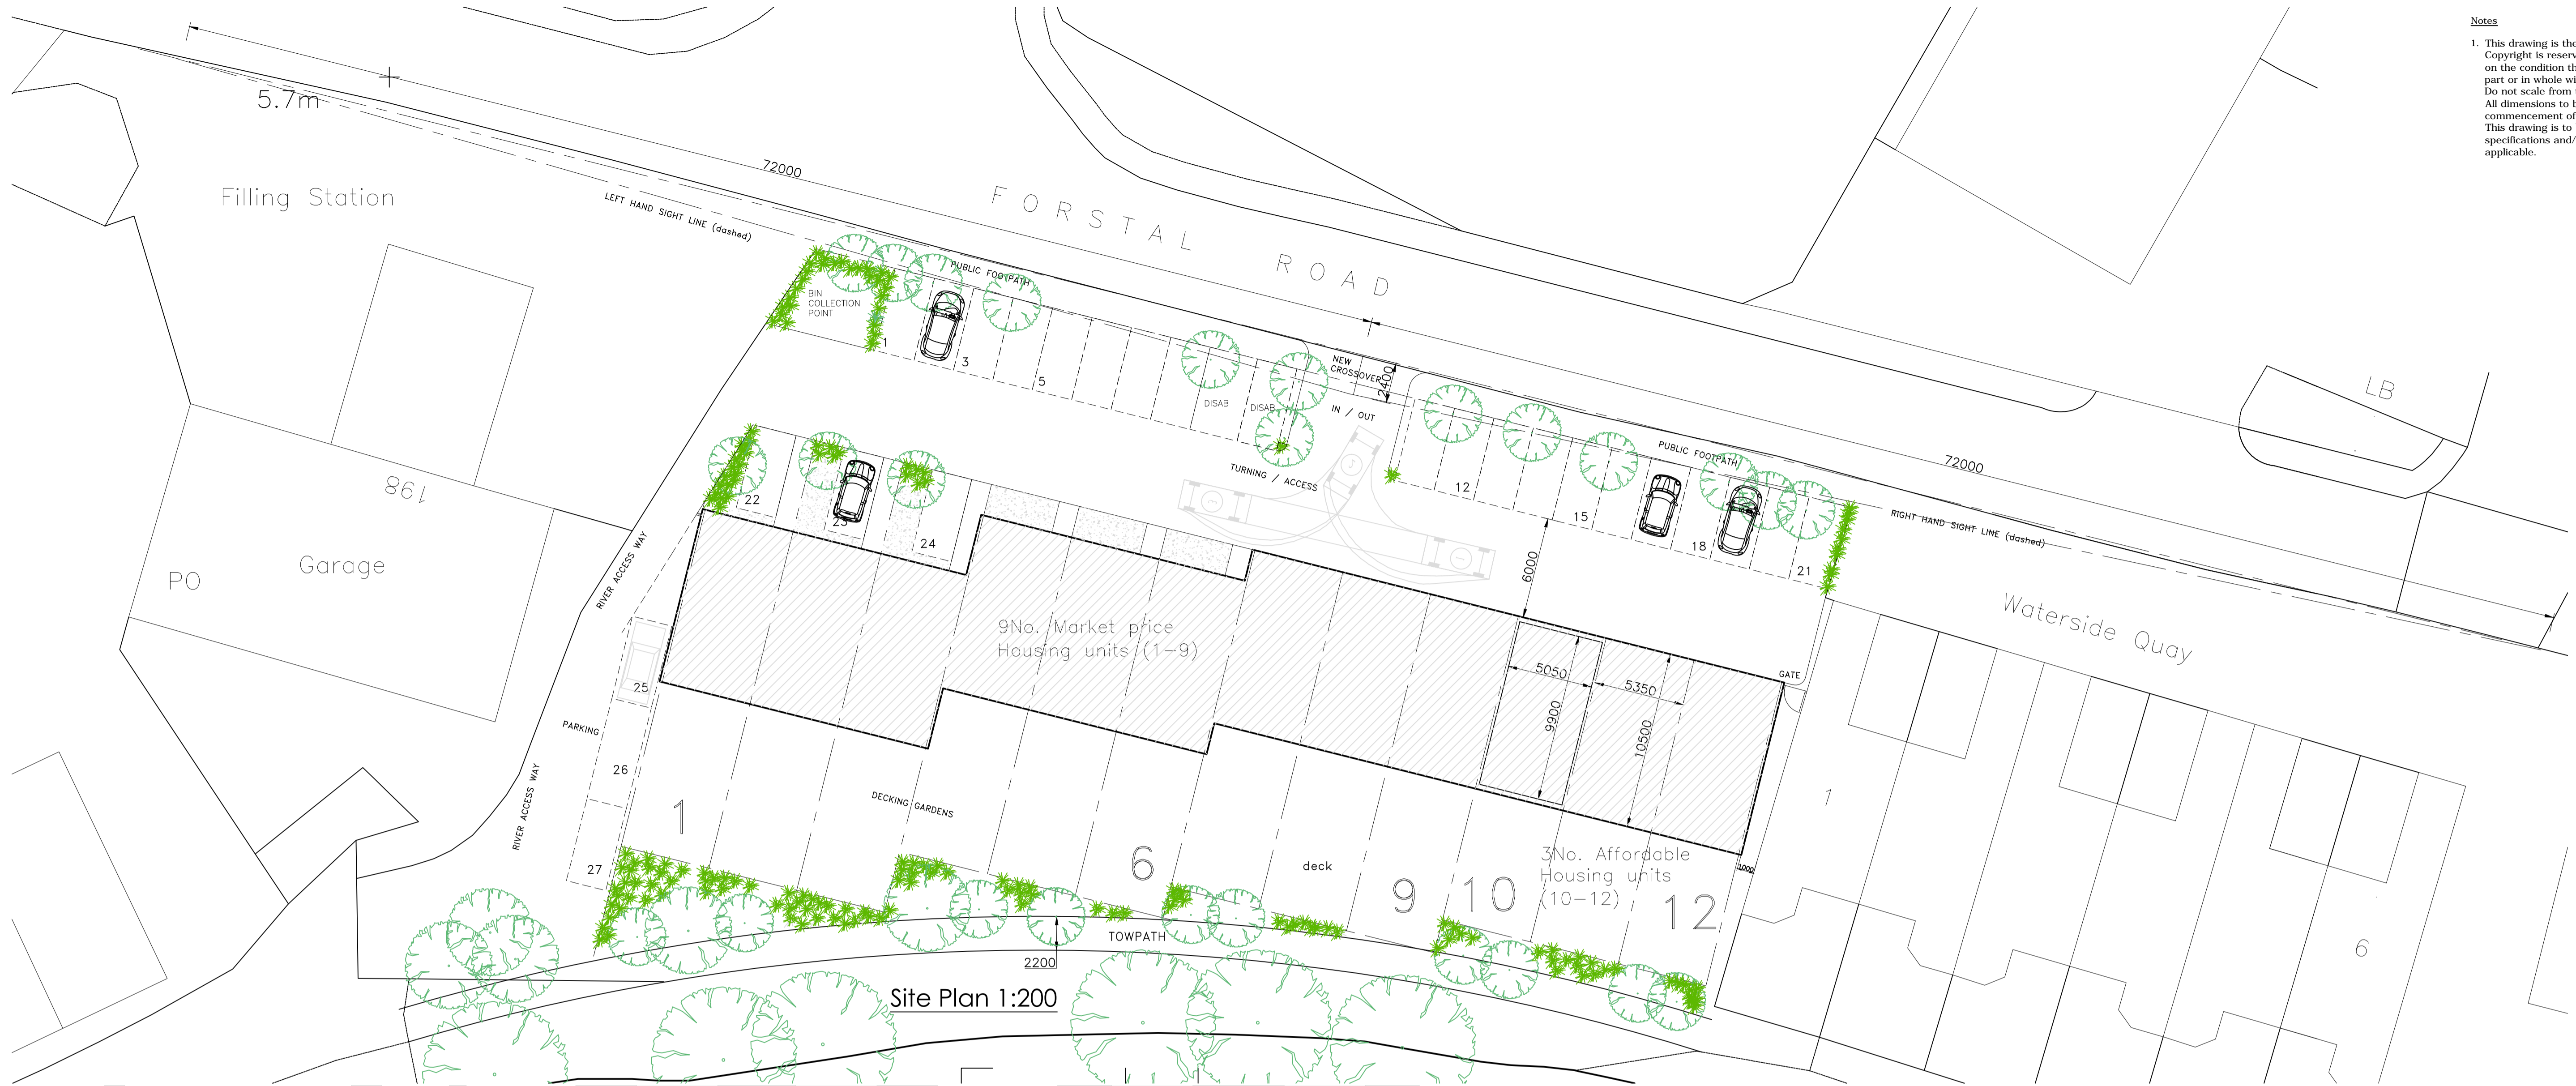 Notes
1. This drawing is the
Copyright is reserv
on the condition th
part or in whole wi
Do not scale from
All dimensions to b
commencement of
This drawing is to
specifications and/
applicable.
5.7m
72000
Filling Station
LEFT HAND SIGHT LINE (dashed)
FORSTAL ROAD
PUBLIC FOOTPATH
BIN
COLLECTION
POINT
1
3
5
DISAB
DISAB
NEW
CROSSOVER
2400
IN / OUT
TURNING / ACCESS
LB
PUBLIC FOOTPATH
72000
12
15
18
21
RIGHT HAND SIGHT LINE (dashed)
198
22
23
24
6000
PO
Garage
RIVER ACCESS WAY
Waterside Quay
9No. Market price
Housing units (1-9)
5050
5350
9900
10500
GATE
25
PARKING
26
RIVER ACCESS WAY
27
1
DECKING GARDENS
6
deck
9
10
3No. Affordable
Housing units
(10-12)
12
1000
1
6
TOWPATH
2200
Site Plan 1:200